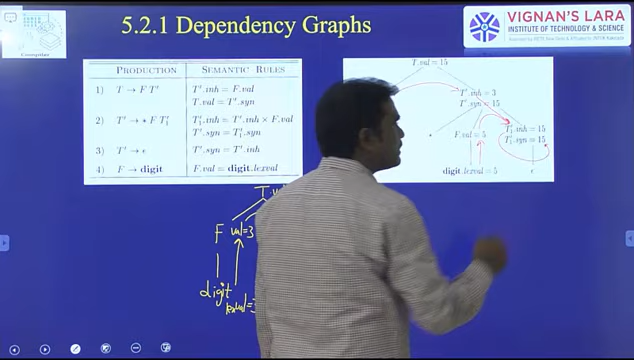 5.2.1 Dependency Graphs
VIGNAN'S LARA
INSTITUTE OF TECHNOLOGY & SCIENCE
PRODUCTION SEMANTIC RULES
1) T → F T′ T′.inh = F.val
T.val = T′.syn
2) T′ → * F T′₁ T′₁.inh = T′.inh × F.val
T′.syn = T′₁.syn
3) T′ → ϵ T′.syn = T′.inh
4) F → digit F.val = digit.lexval
T.val = 15
T′.inh = 3
T′.syn = 15
*
F.val = 5
T′₁.inh = 15
T′₁.syn = 15
digit.lexval = 5
ϵ
F val=3
digit